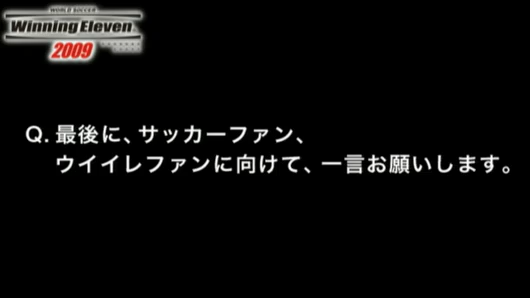 WORLD SOCCER
Winning Eleven
2009
Q. 最後に、サッカーファン、
ウイイレファンに向けて、一言お願いします。